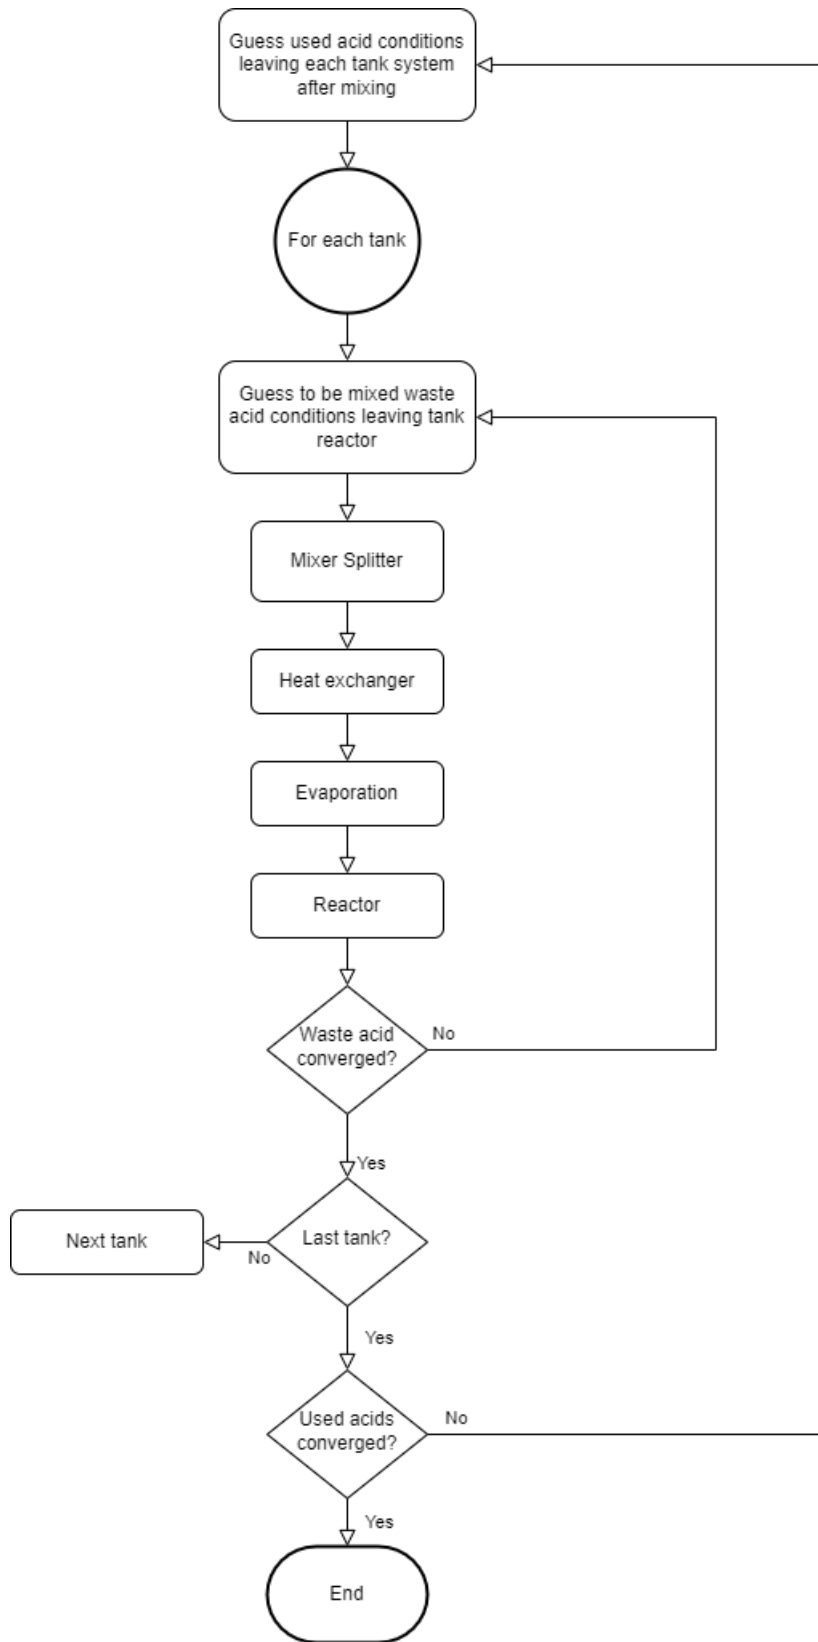 Guess used acid conditions
leaving each tank system
after mixing
For each tank
Guess to be mixed waste
acid conditions leaving tank
reactor
Mixer Splitter
Heat exchanger
Evaporation
Reactor
Waste acid
converged?
No
Yes
Last tank?
No
Next tank
Yes
Used acids
converged?
No
Yes
End